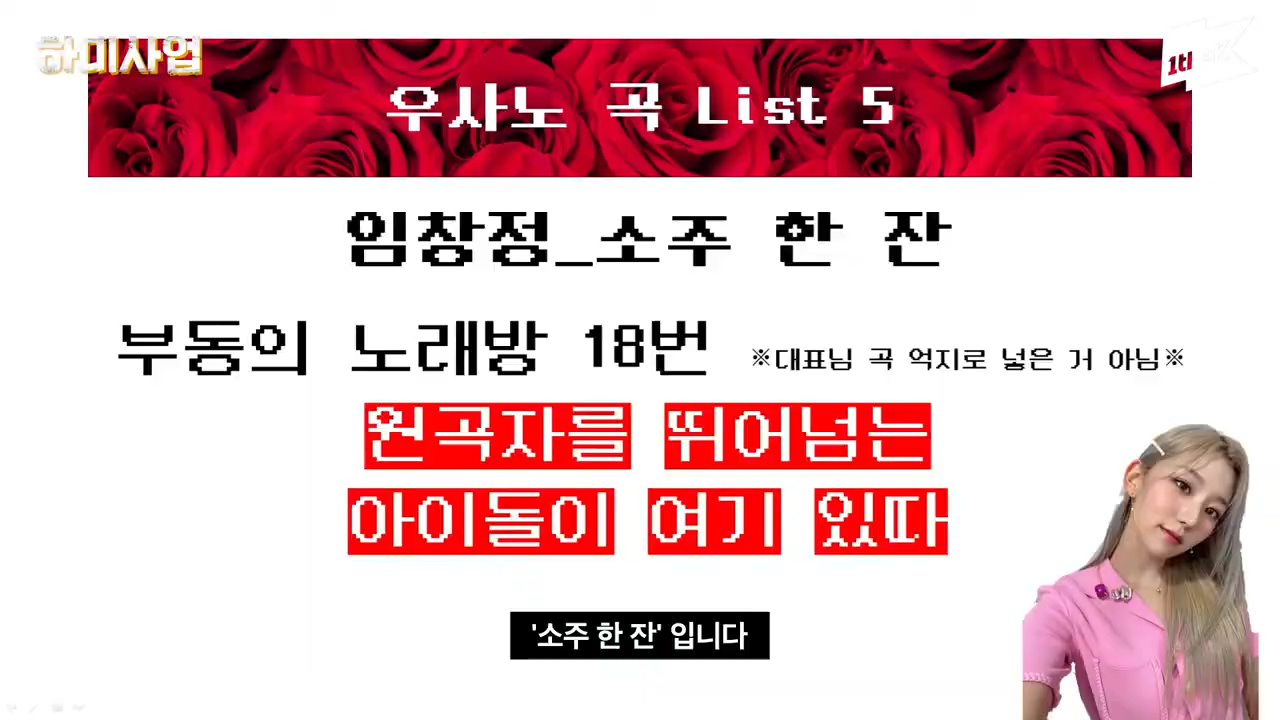 하미사업
우사노 곡 List 5
임창정_소주 한 잔
부동의 노래방 18번 ※대표님 곡 억지로 넣은 거 아님※
원곡자를 뛰어넘는
아이돌이 여기 있따
'소주 한 잔' 입니다